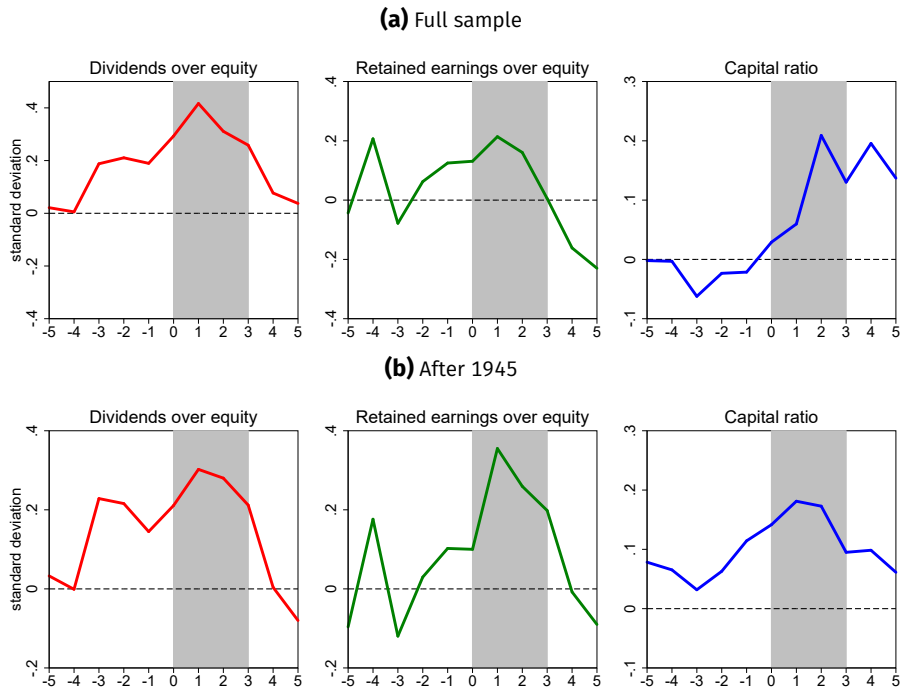 (a) Full sample
Dividends over equity
standard deviation
.4
.2
0
-.2
-.4
-5 -4 -3 -2 -1 0 1 2 3 4 5
Retained earnings over equity
.4
.2
0
-.2
-.4
-5 -4 -3 -2 -1 0 1 2 3 4 5
Capital ratio
.3
.2
.1
0
-.1
-5 -4 -3 -2 -1 0 1 2 3 4 5
(b) After 1945
Dividends over equity
standard deviation
.4
.2
0
-.2
-5 -4 -3 -2 -1 0 1 2 3 4 5
Retained earnings over equity
.4
.2
0
-.2
-5 -4 -3 -2 -1 0 1 2 3 4 5
Capital ratio
.3
.2
.1
0
-.1
-5 -4 -3 -2 -1 0 1 2 3 4 5